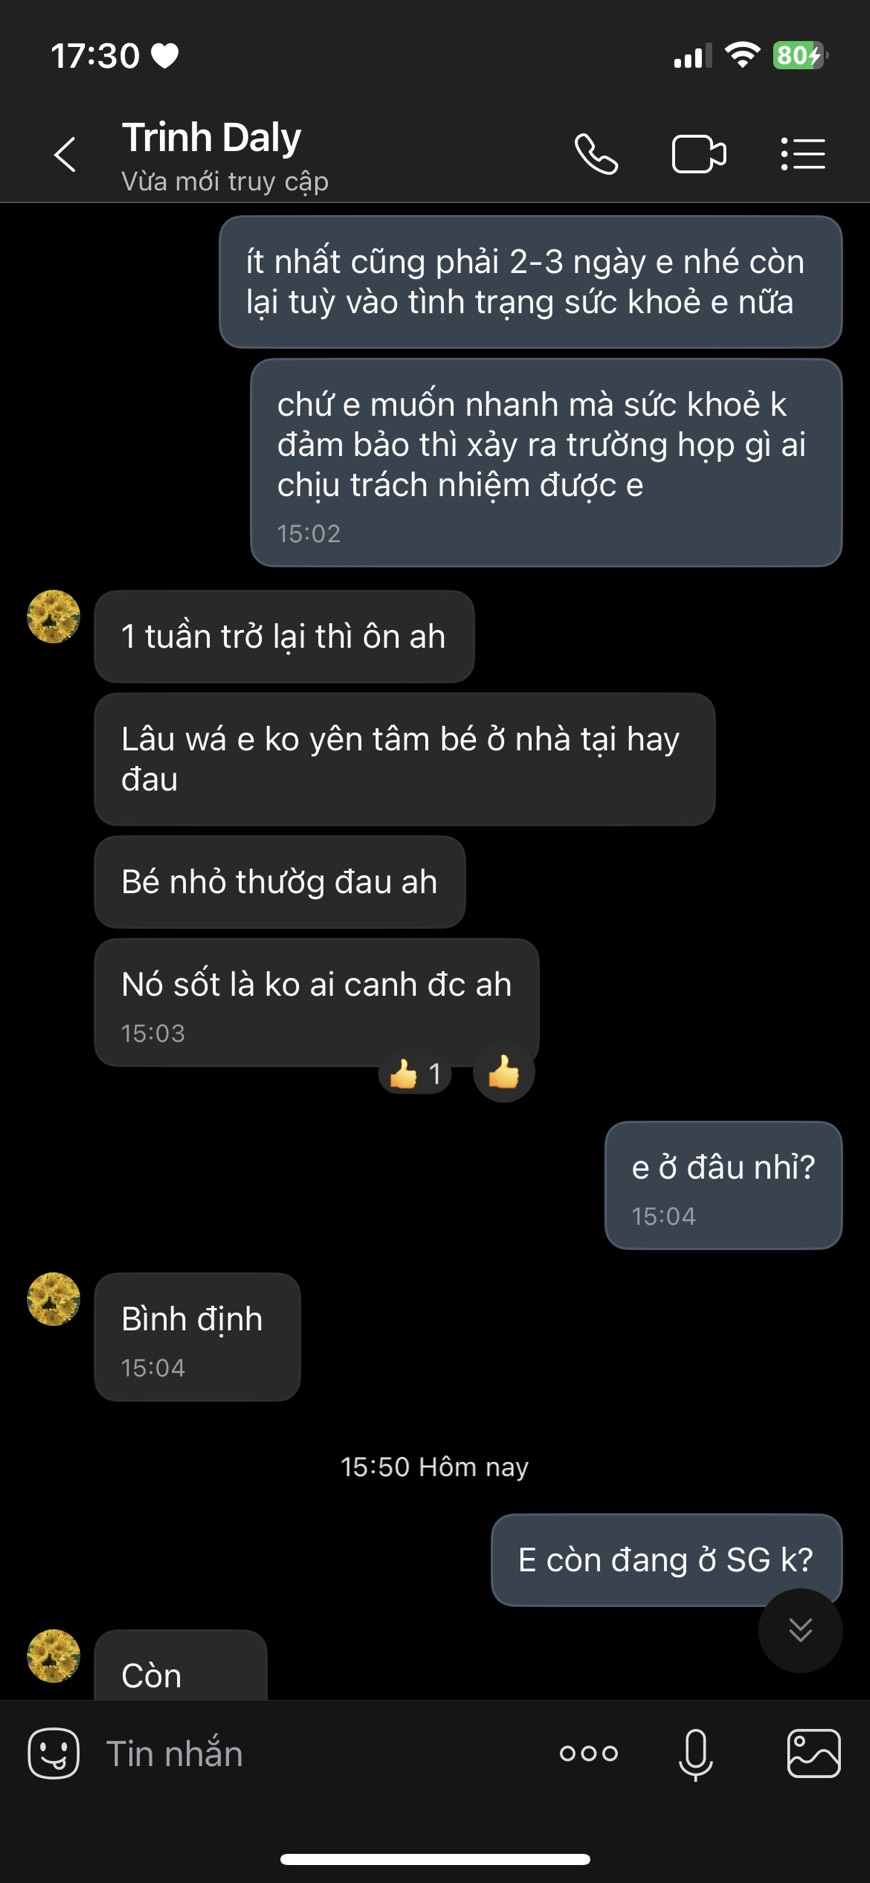 17:30
80
Trinh Daly
Vừa mới truy cập
ít nhất cũng phải 2-3 ngày e nhé còn
lại tuỳ vào tình trạng sức khoẻ e nữa
chứ e muốn nhanh mà sức khoẻ k
đảm bảo thì xảy ra trường họp gì ai
chịu trách nhiệm được e
15:02
1 tuần trở lại thì ôn ah
Lâu wá e ko yên tâm bé ở nhà tại hay
đau
Bé nhỏ thườg đau ah
Nó sốt là ko ai canh đc ah
15:03
1
e ở đâu nhỉ?
15:04
Bình định
15:04
15:50 Hôm nay
E còn đang ở SG k?
Còn
Tin nhắn